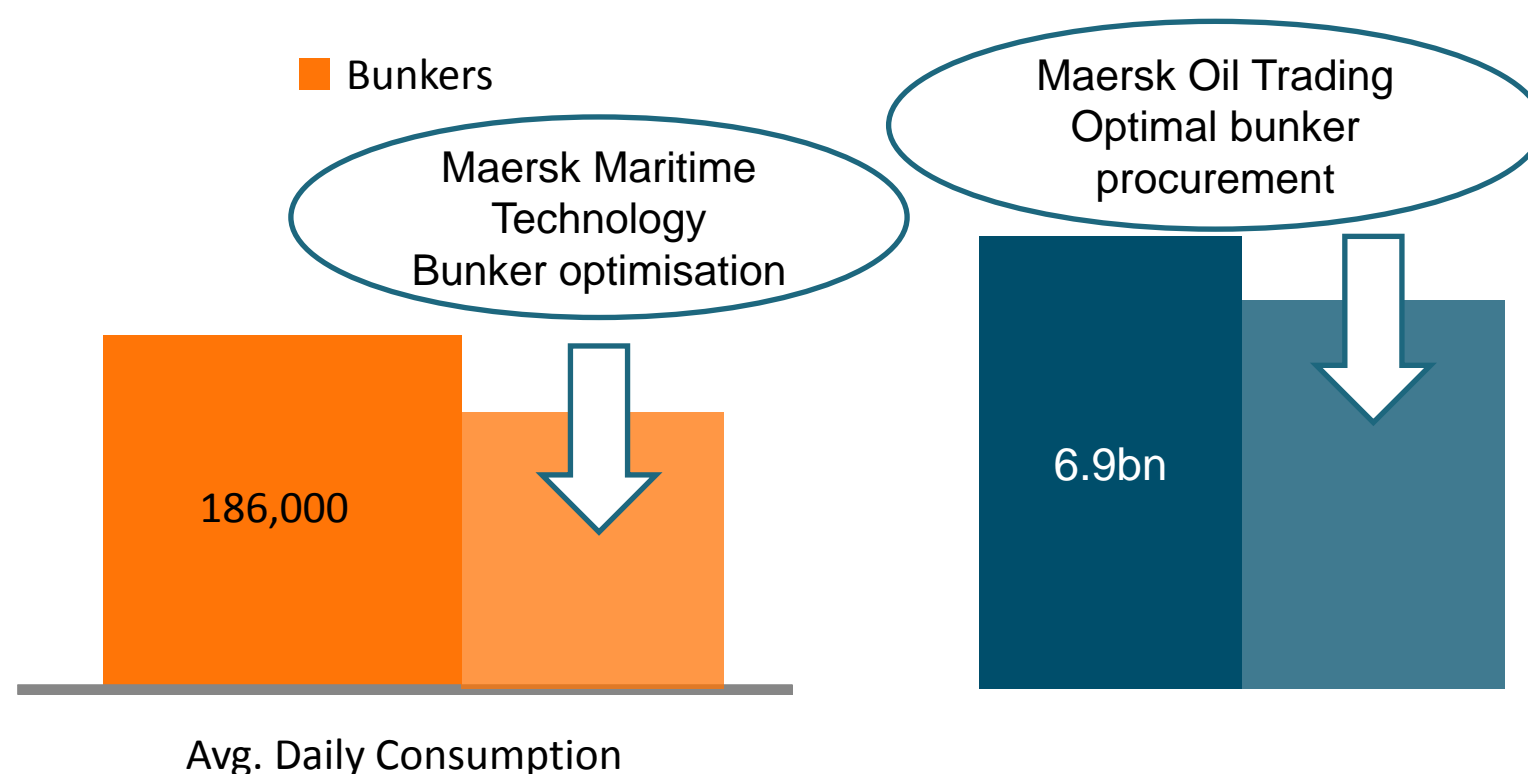 Bunkers
Maersk Maritime
Technology
Bunker optimisation
186,000
Avg. Daily Consumption
Maersk Oil Trading
Optimal bunker
procurement
6.9bn